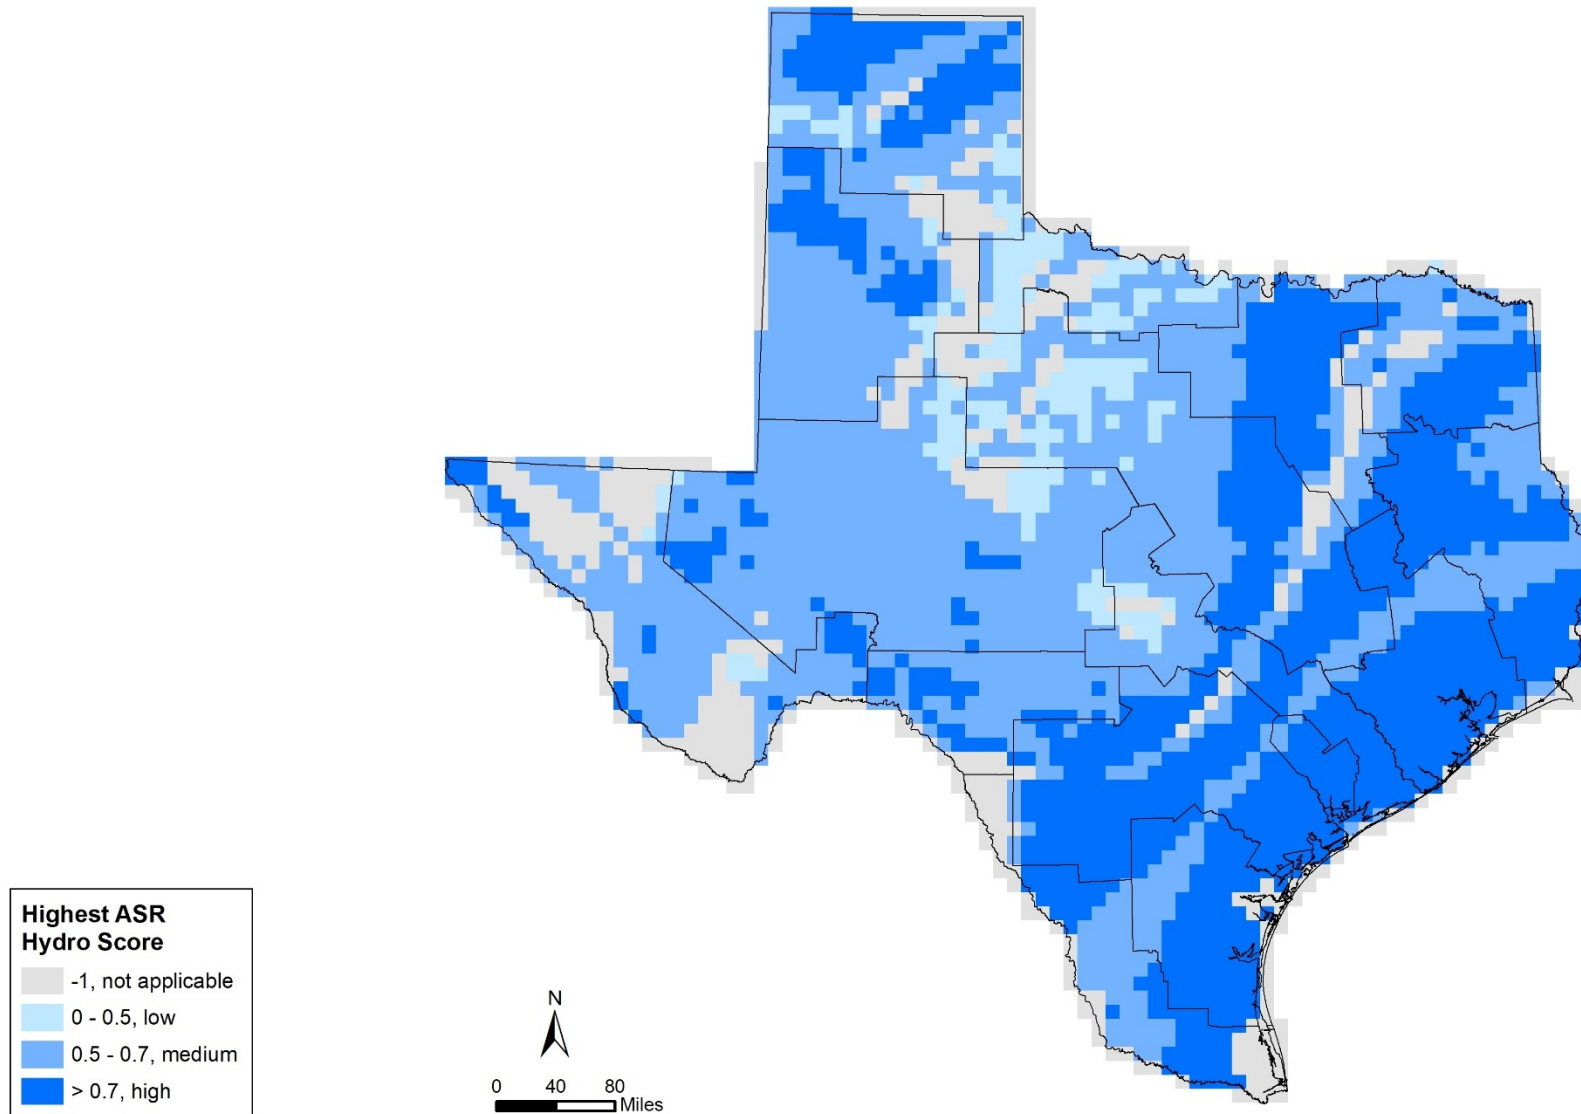 Highest ASR
Hydro Score
-1, not applicable
0 - 0.5, low
0.5 - 0.7, medium
> 0.7, high
N
0 40 80
Miles